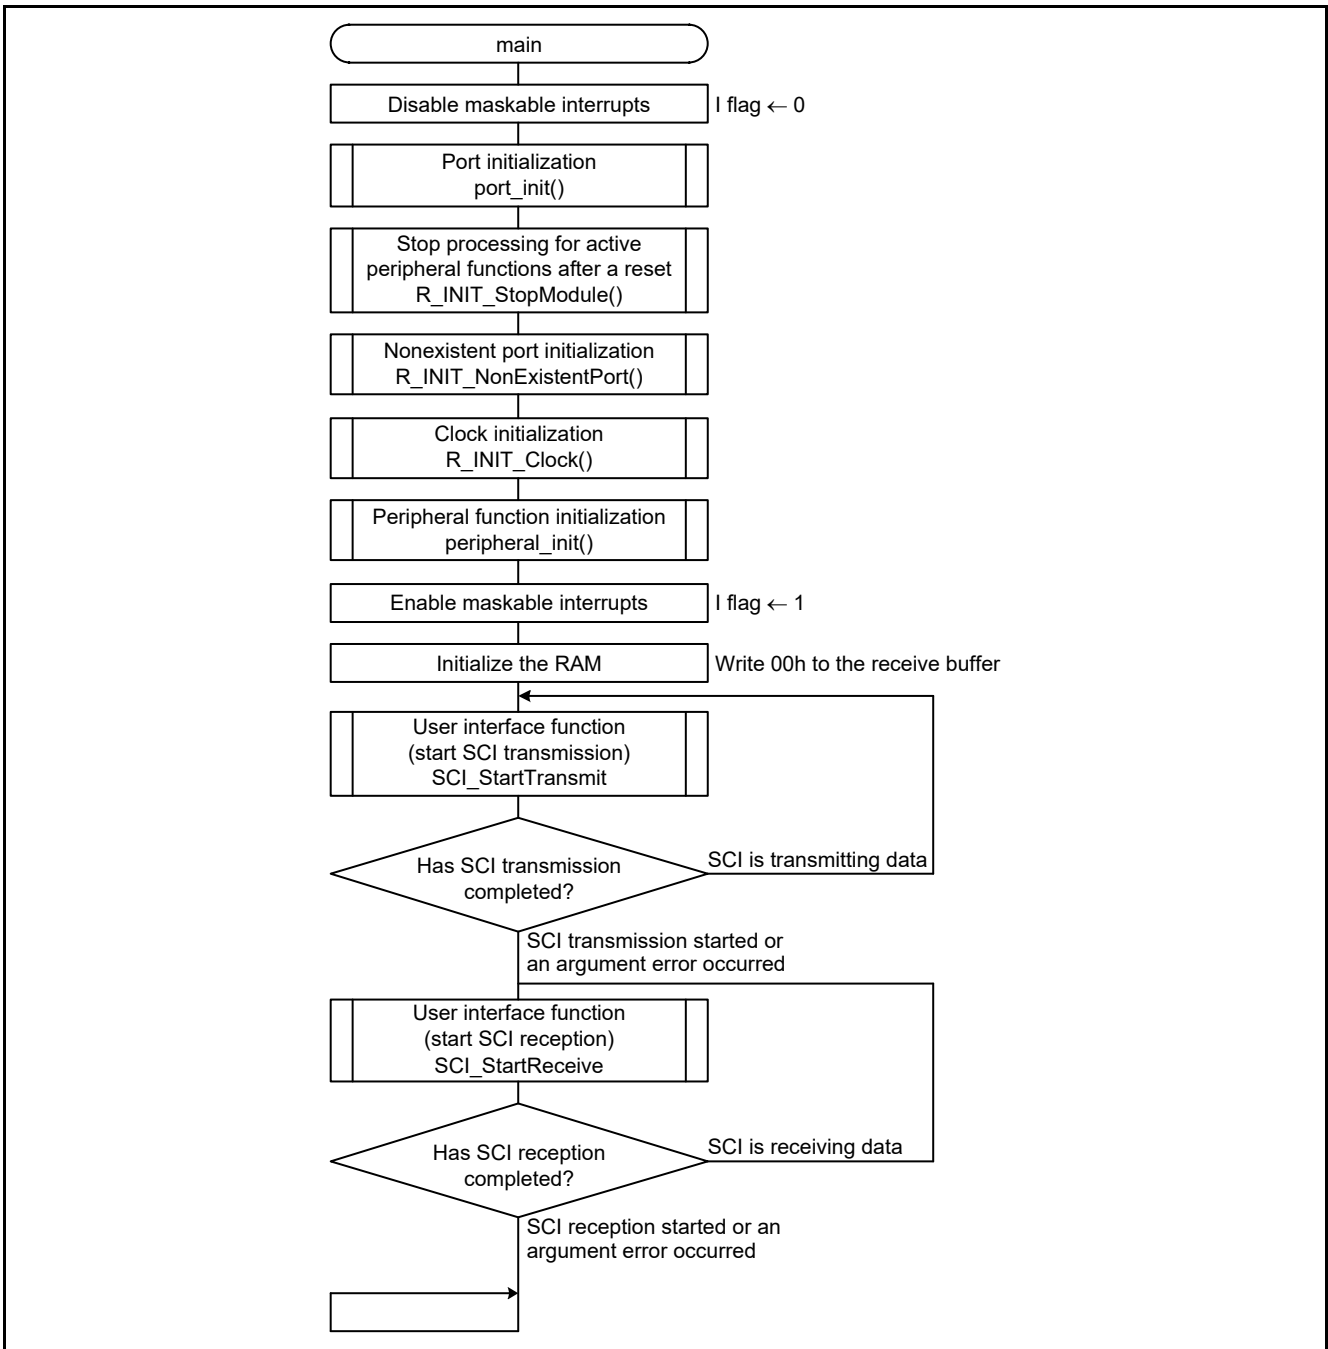 main
Disable maskable interrupts
I flag ← 0
Port initialization
port_init()
Stop processing for active
peripheral functions after a reset
R_INIT_StopModule()
Nonexistent port initialization
R_INIT_NonExistentPort()
Clock initialization
R_INIT_Clock()
Peripheral function initialization
peripheral_init()
Enable maskable interrupts
I flag ← 1
Initialize the RAM
Write 00h to the receive buffer
User interface function
(start SCI transmission)
SCI_StartTransmit
Has SCI transmission
completed?
SCI is transmitting data
SCI transmission started or
an argument error occurred
User interface function
(start SCI reception)
SCI_StartReceive
Has SCI reception
completed?
SCI is receiving data
SCI reception started or an
argument error occurred